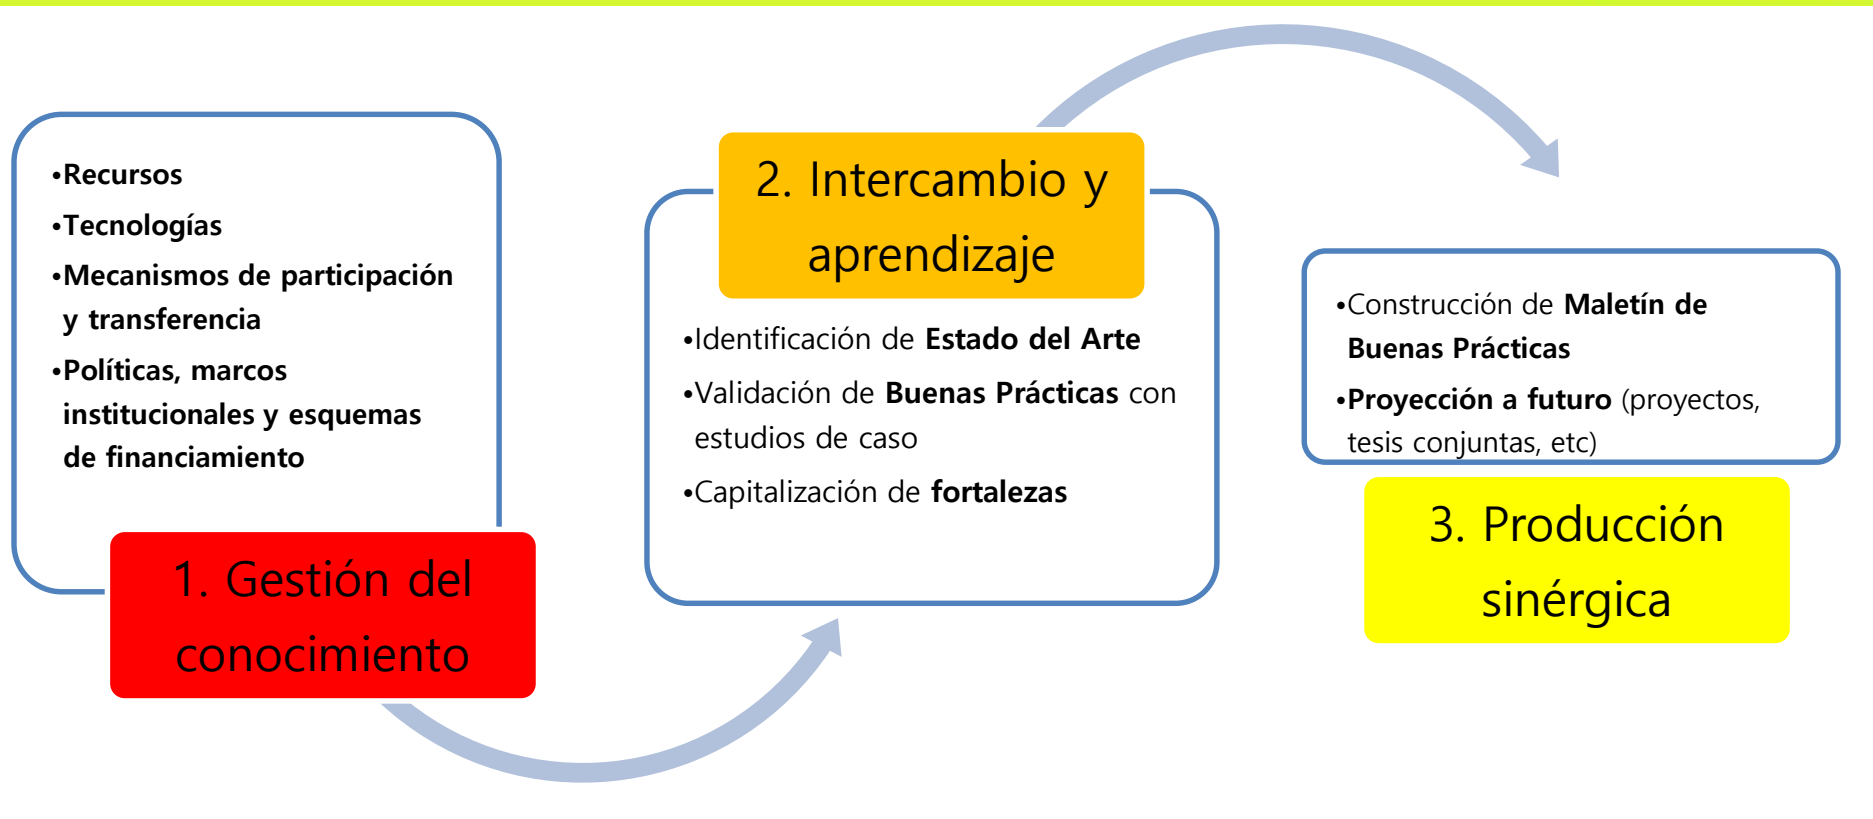 •Recursos
•Tecnologías
•Mecanismos de participación
y transferencia
•Políticas, marcos
institucionales y esquemas
de financiamiento
1. Gestión del
conocimiento
2. Intercambio y
aprendizaje
•Identificación de Estado del Arte
•Validación de Buenas Prácticas con
estudios de caso
•Capitalización de fortalezas
•Construcción de Maletín de
Buenas Prácticas
•Proyección a futuro (proyectos,
tesis conjuntas, etc)
3. Producción
sinérgica